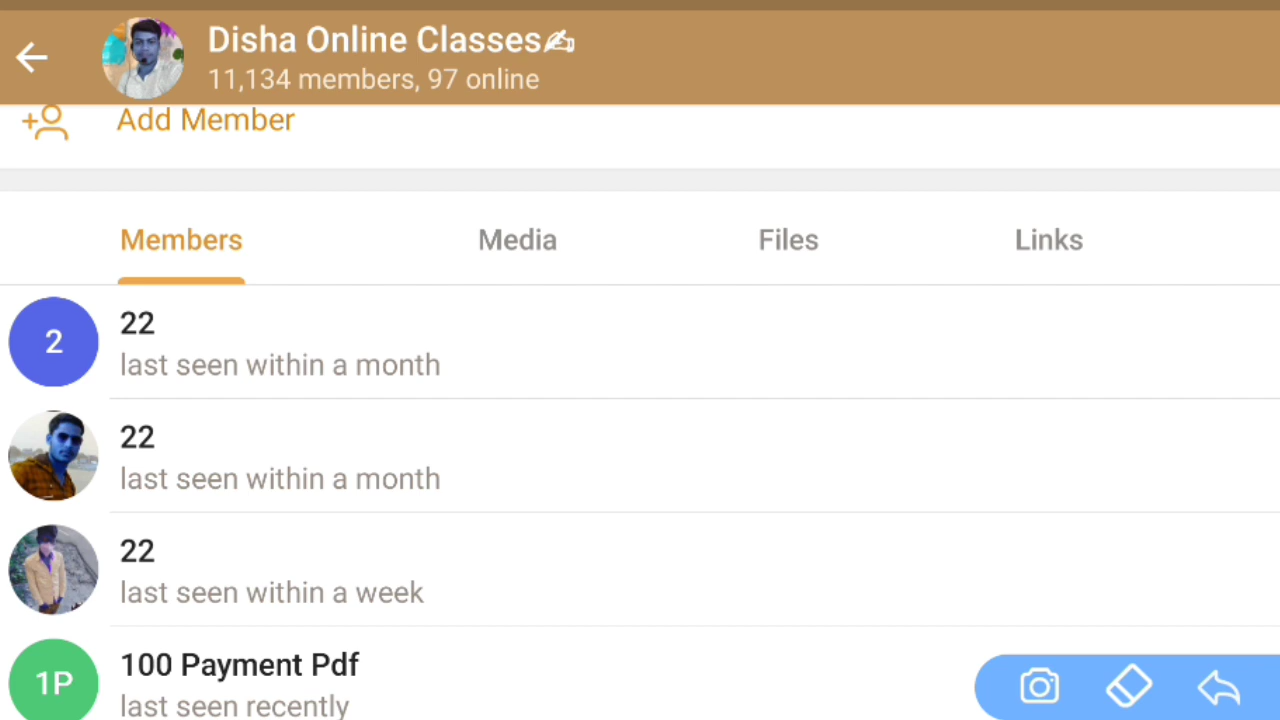 Disha Online Classes✍
11,134 members, 97 online
Add Member
Members Media Files Links
2
22
last seen within a month
22
last seen within a month
22
last seen within a week
1P
100 Payment Pdf
last seen recently